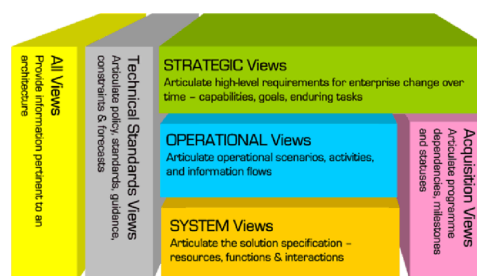 All Views
Provide information pertinent to an
architecture
Technical Standards Views
Articulate policy, standards, guidance,
constraints & forecasts
STRATEGIC Views
Articulate high-level requirements for enterprise change over
time – capabilities, goals, enduring tasks
OPERATIONAL Views
Articulate operational scenarios, activities,
and information flows
SYSTEM Views
Articulate the solution specification –
resources, functions & interactions
Acquisition Views
Articulate programme
dependencies, milestones
and statuses